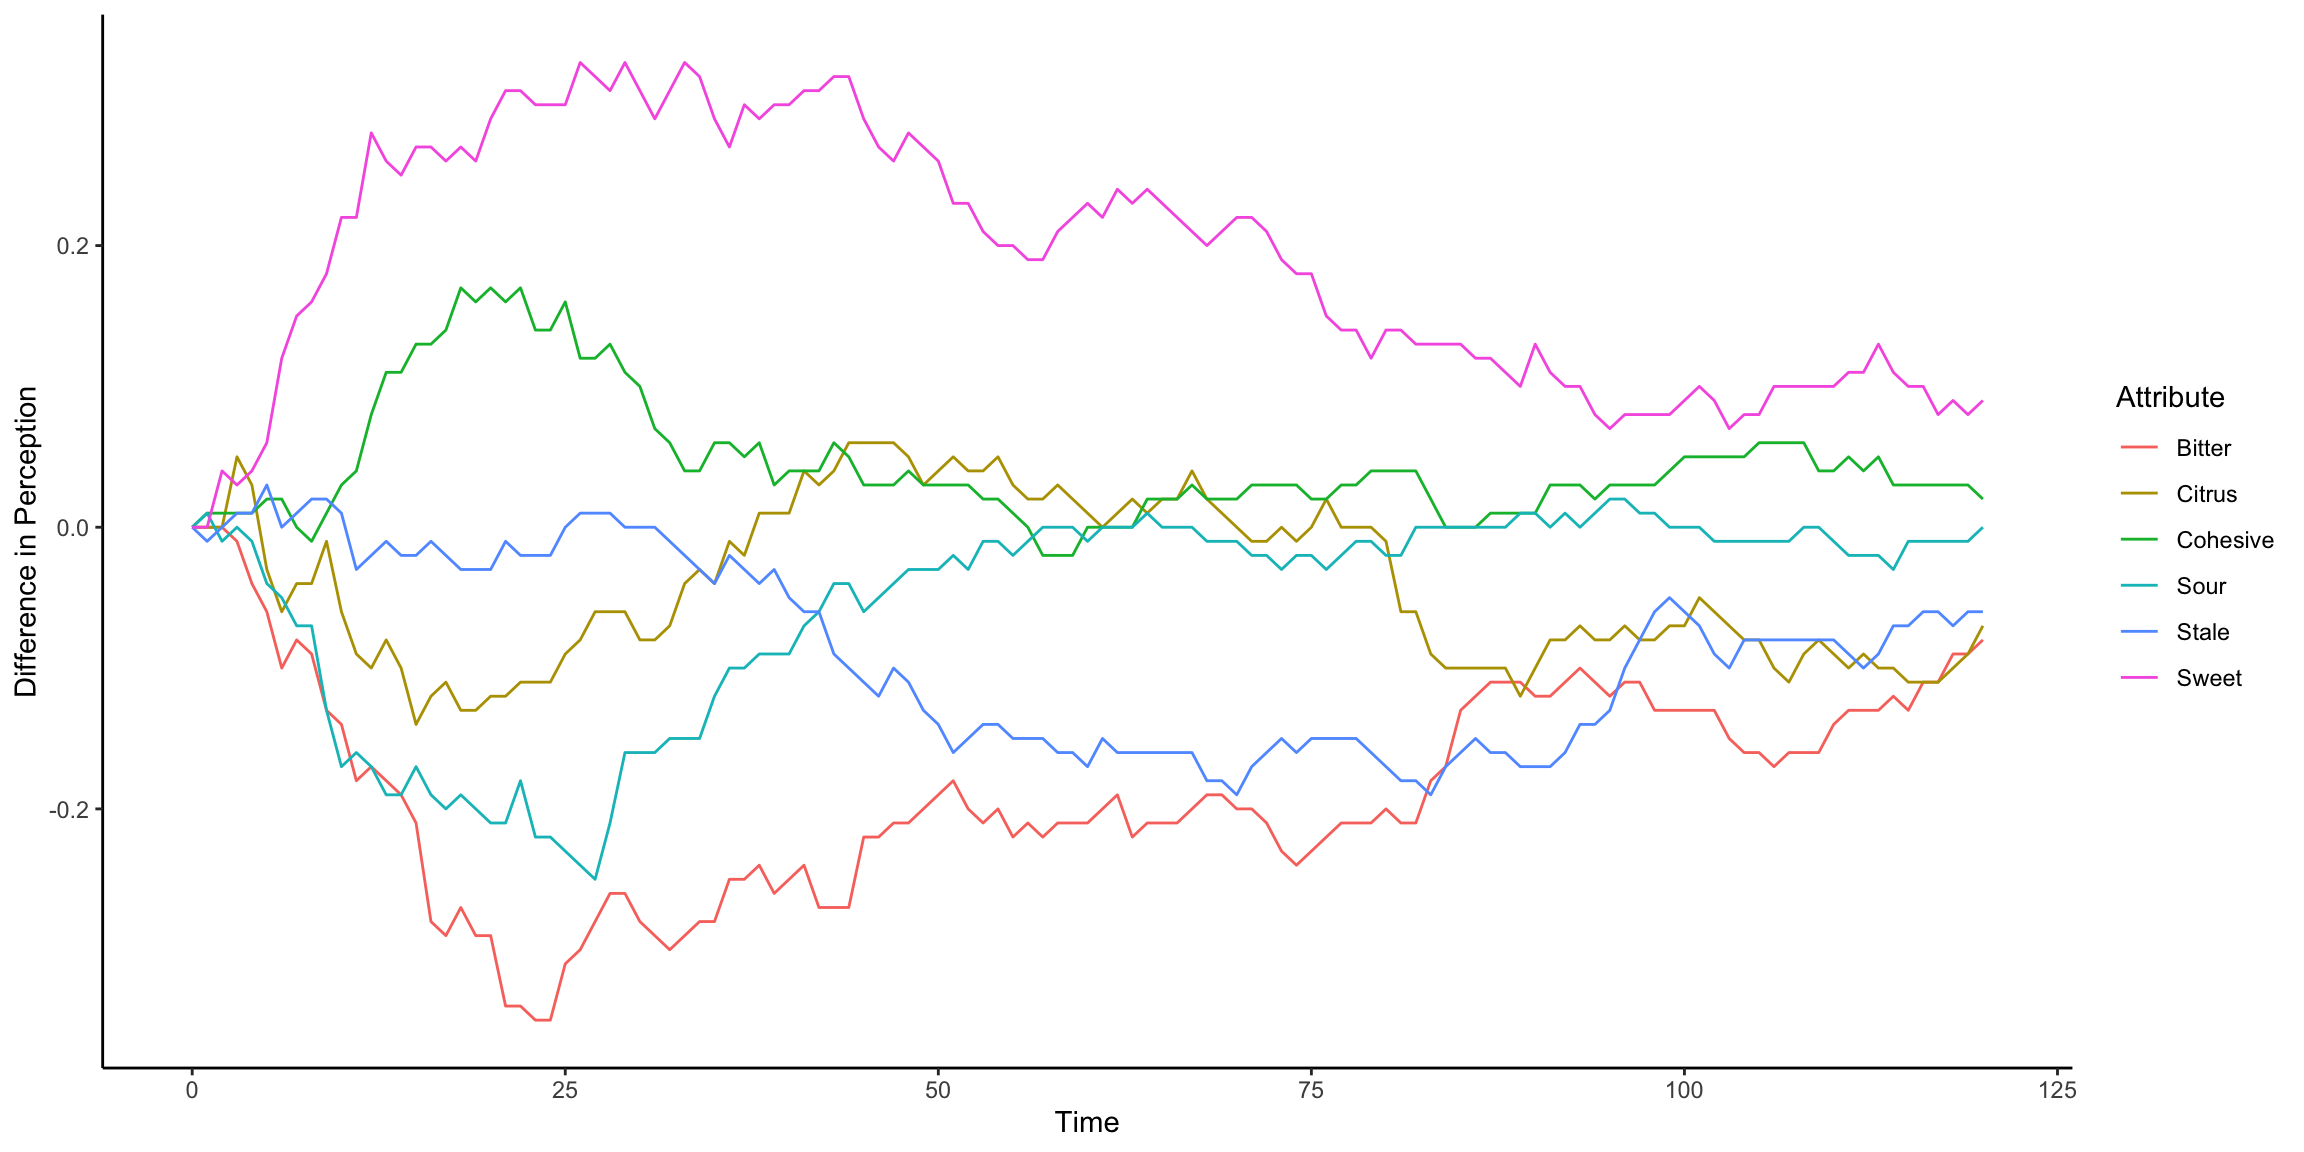 Difference in Perception
0.2
0.0
-0.2
0
25
50
75
100
125
Time
Attribute
Bitter
Citrus
Cohesive
Sour
Stale
Sweet